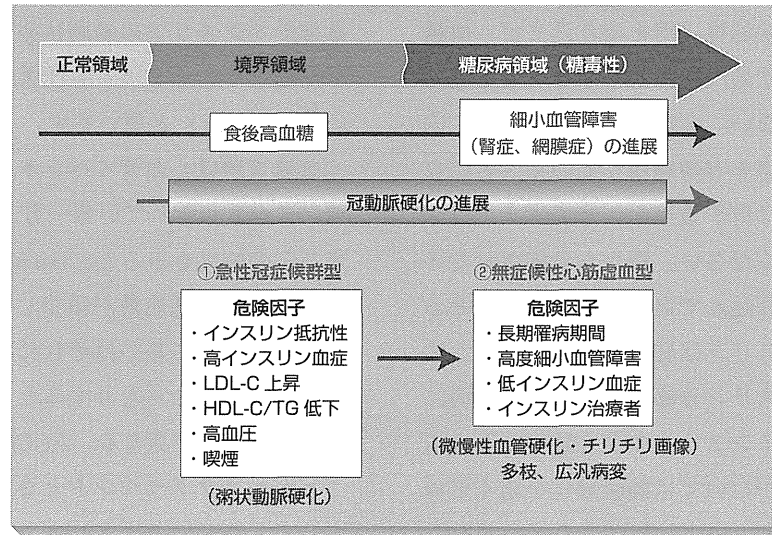 正常領域
境界領域
糖尿病領域(糖毒性)
食後高血糖
細小血管障害
(腎症、網膜症)の進展
冠動脈硬化の進展
①急性冠症候群型
危険因子
・インスリン抵抗性
・高インスリン血症
・LDL-C 上昇
・HDL-C/TG 低下
・高血圧
・喫煙
(粥状動脈硬化)
②無症候性心筋虚血型
危険因子
・長期罹病期間
・高度細小血管障害
・低インスリン血症
・インスリン治療者
(微慢性血管硬化・チリチリ画像)
多枝、広汎病変